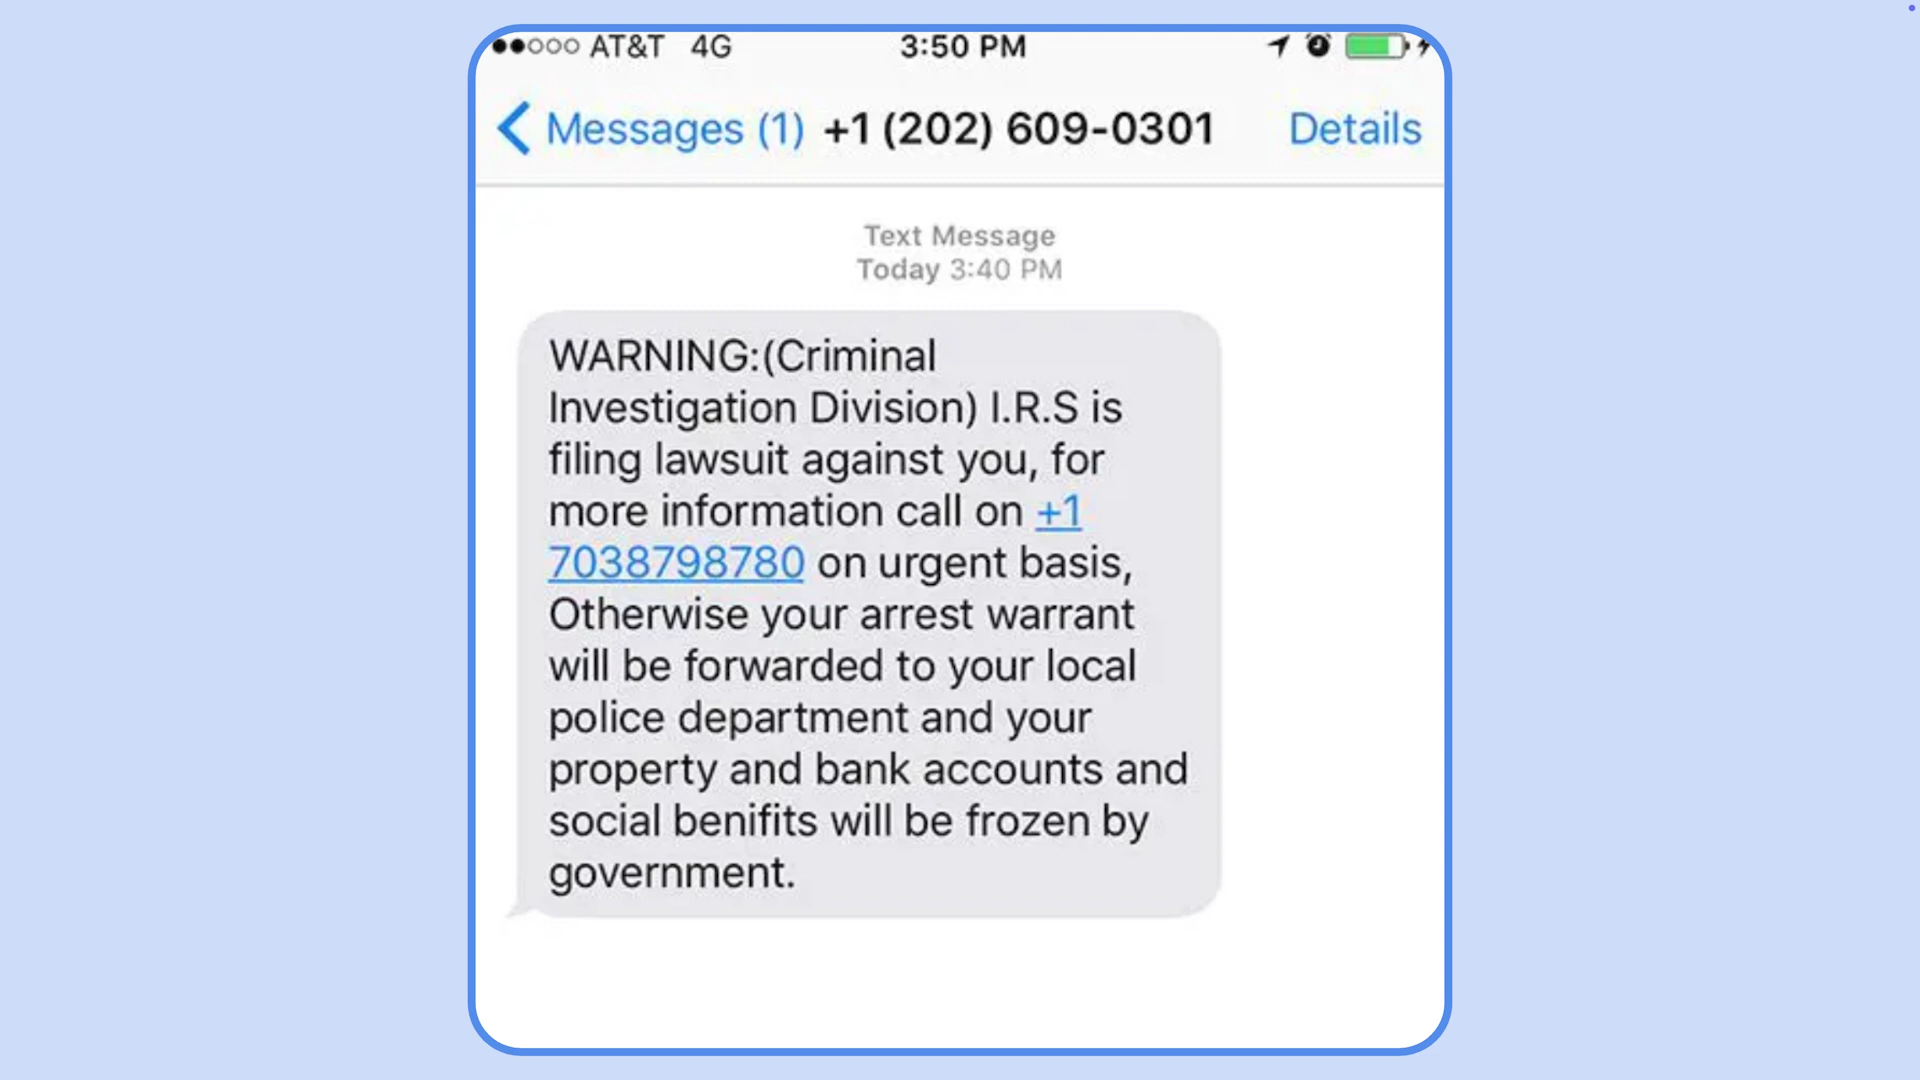 AT&T 4G 3:50 PM
Messages (1) +1 (202) 609-0301 Details
Text Message
Today 3:40 PM
WARNING:(Criminal
Investigation Division) I.R.S is
filing lawsuit against you, for
more information call on +1
7038798780 on urgent basis,
Otherwise your arrest warrant
will be forwarded to your local
police department and your
property and bank accounts and
social benifits will be frozen by
government.